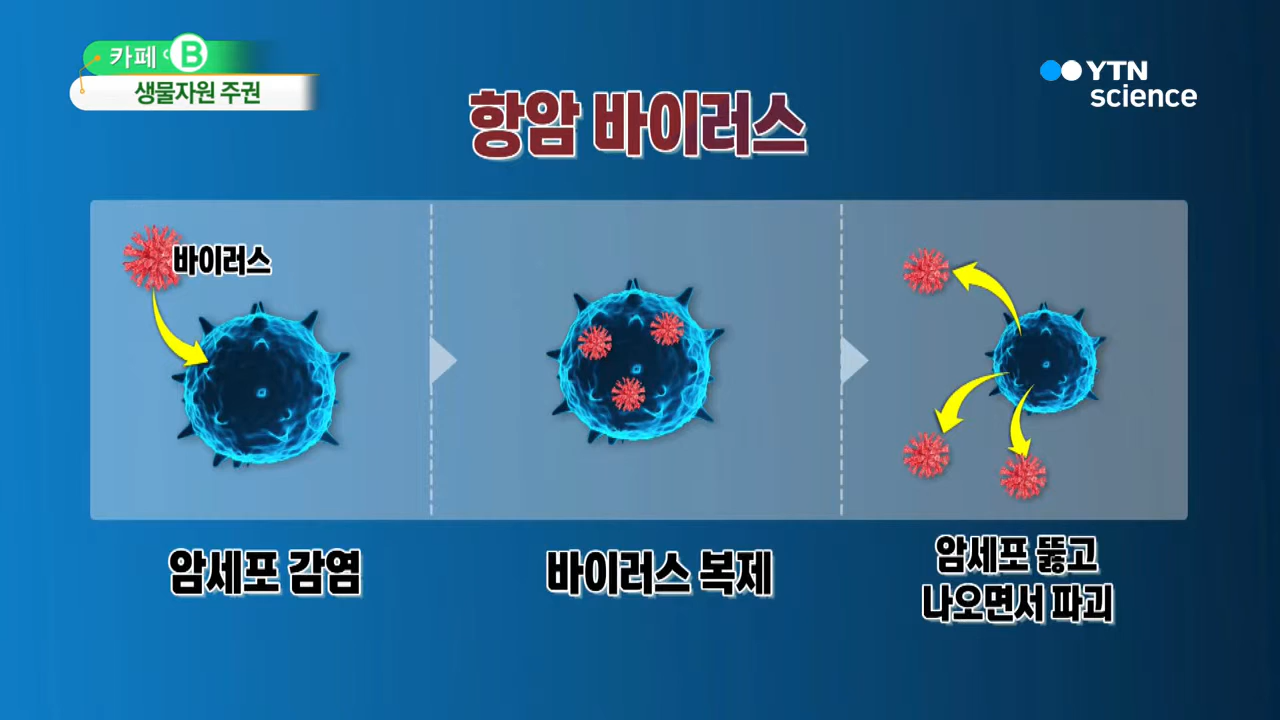 카페 B
생물자원 주권
YTN
science
항암 바이러스
바이러스
암세포 감염
바이러스 복제
암세포 뚫고
나오면서 파괴